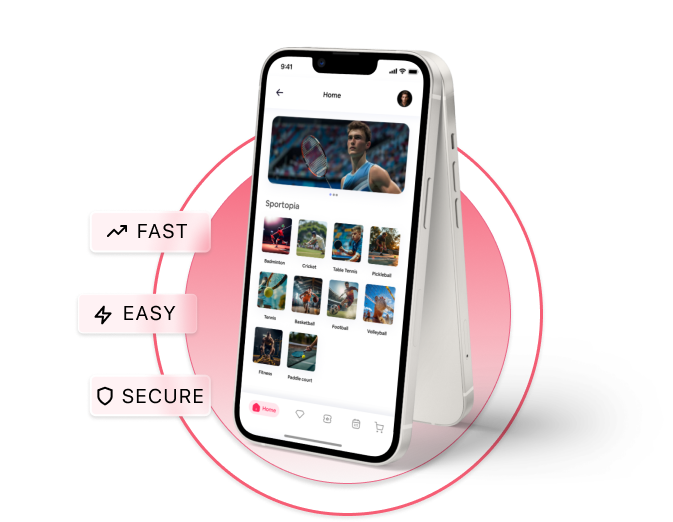 9:41
Home
Sportopia
Badminton
Cricket
Table Tennis
Pickleball
Tennis
Basketball
Football
Volleyball
Fitness
Paddle court
Home
FAST
EASY
SECURE